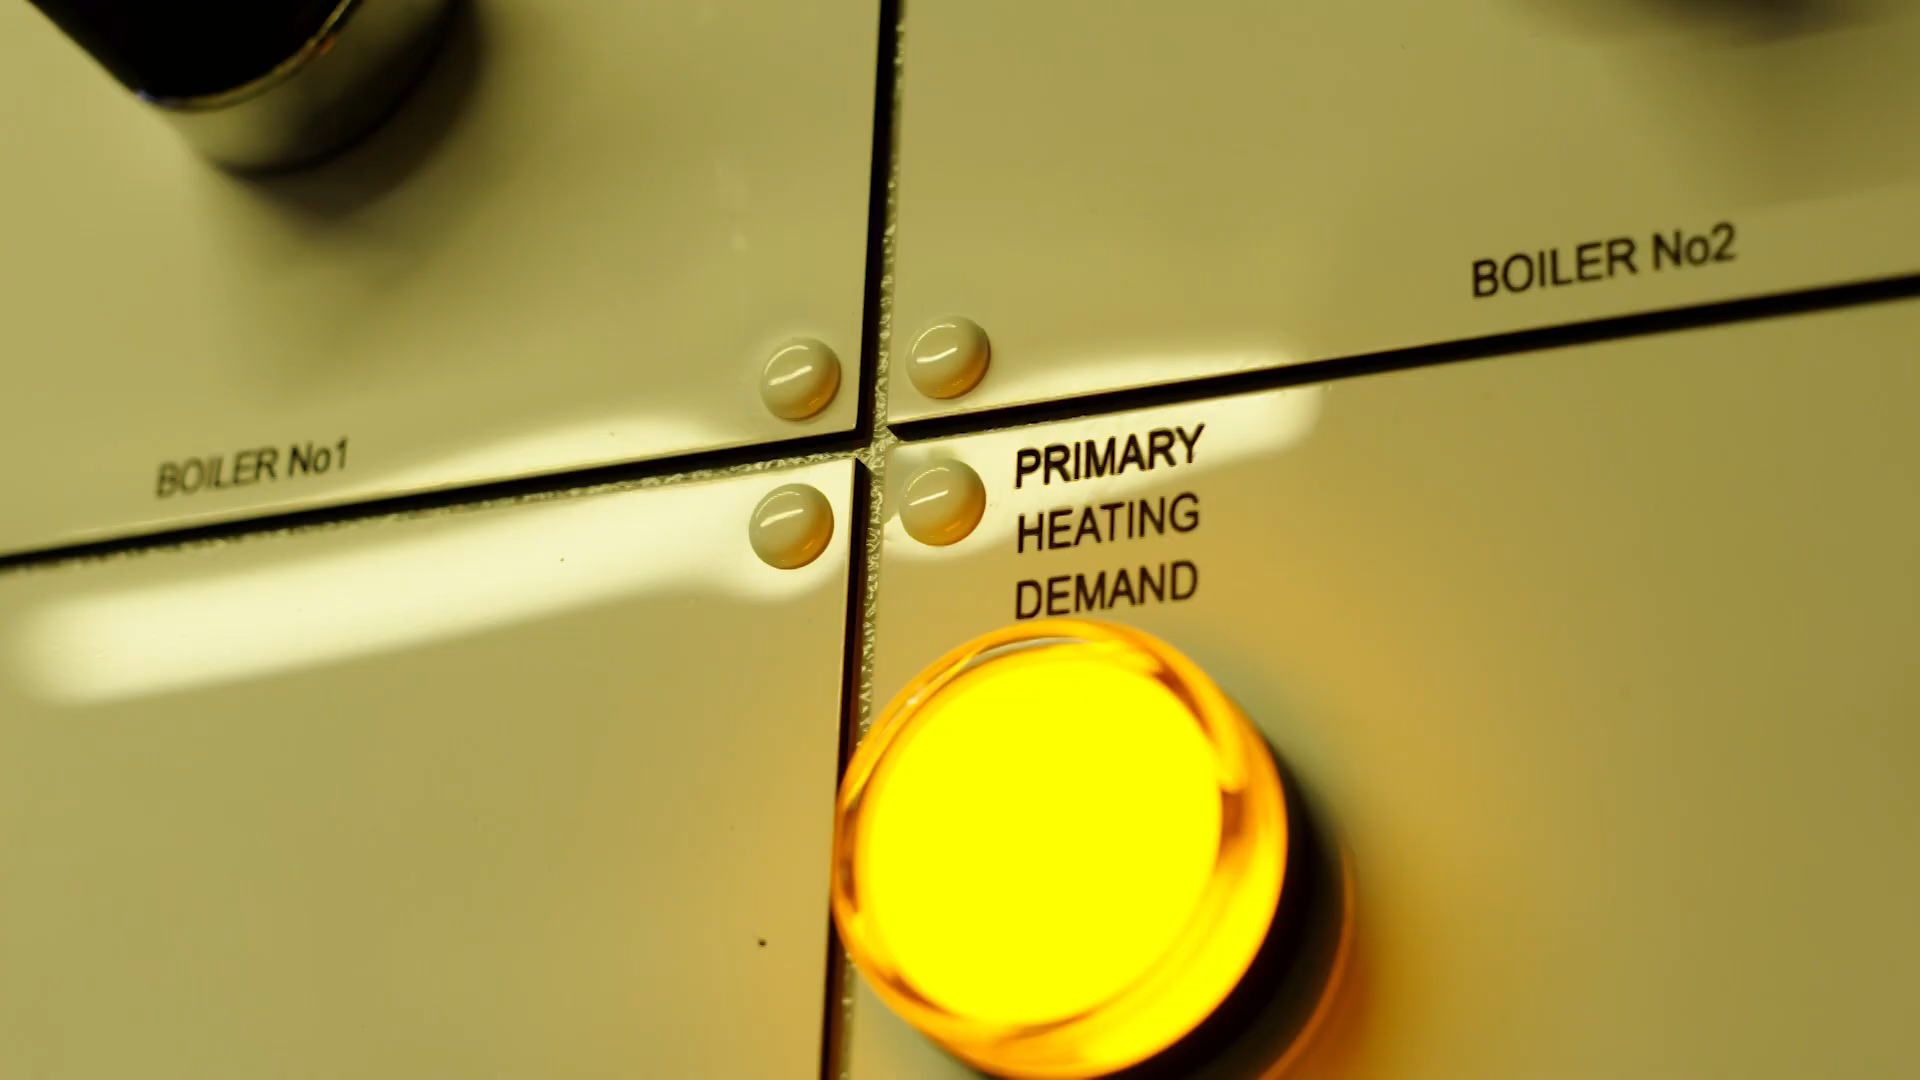 BOILER No1
BOILER No2
PRIMARY
HEATING
DEMAND